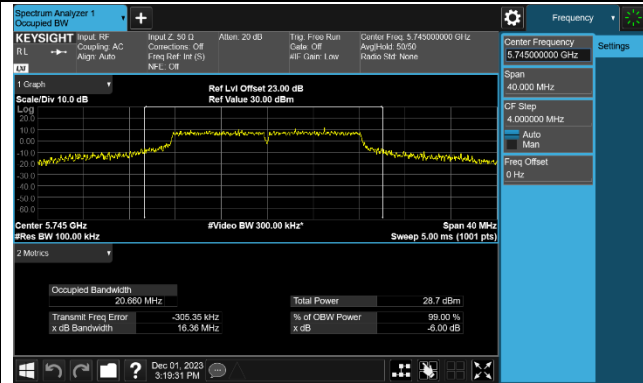 Spectrum Analyzer 1
Occupied BW
+
Frequency
KEYSIGHT
RL
LXI
Input: RF
Coupling: AC
Align: Auto
Input Z: 50 Ω
Corrections: Off
Freq Ref: Int (S)
NFE: Off
Atten: 20 dB
Trig: Free Run
Gate: Off
#IF Gain: Low
Center Freq: 5.745000000 GHz
Avg|Hold: 50/50
Radio Std: None
Center Frequency
5.745000000 GHz
Settings
Span
40.000 MHz
CF Step
4.000000 MHz
Auto
Man
Freq Offset
0 Hz
1 Graph
Scale/Div 10.0 dB
Ref Lvl Offset 23.00 dB
Ref Value 30.00 dBm
Log
20.0
10.0
0.00
-10.0
-20.0
-30.0
-40.0
-50.0
-60.0
Center 5.745 GHz
#Video BW 300.00 kHz*
Span 40 MHz
#Res BW 100.00 kHz
Sweep 5.00 ms (1001 pts)
2 Metrics
Occupied Bandwidth
20.660 MHz
Total Power 28.7 dBm
Transmit Freq Error -305.35 kHz
% of OBW Power 99.00 %
x dB Bandwidth 16.36 MHz
x dB -6.00 dB
?
Dec 01, 2023
3:19:31 PM